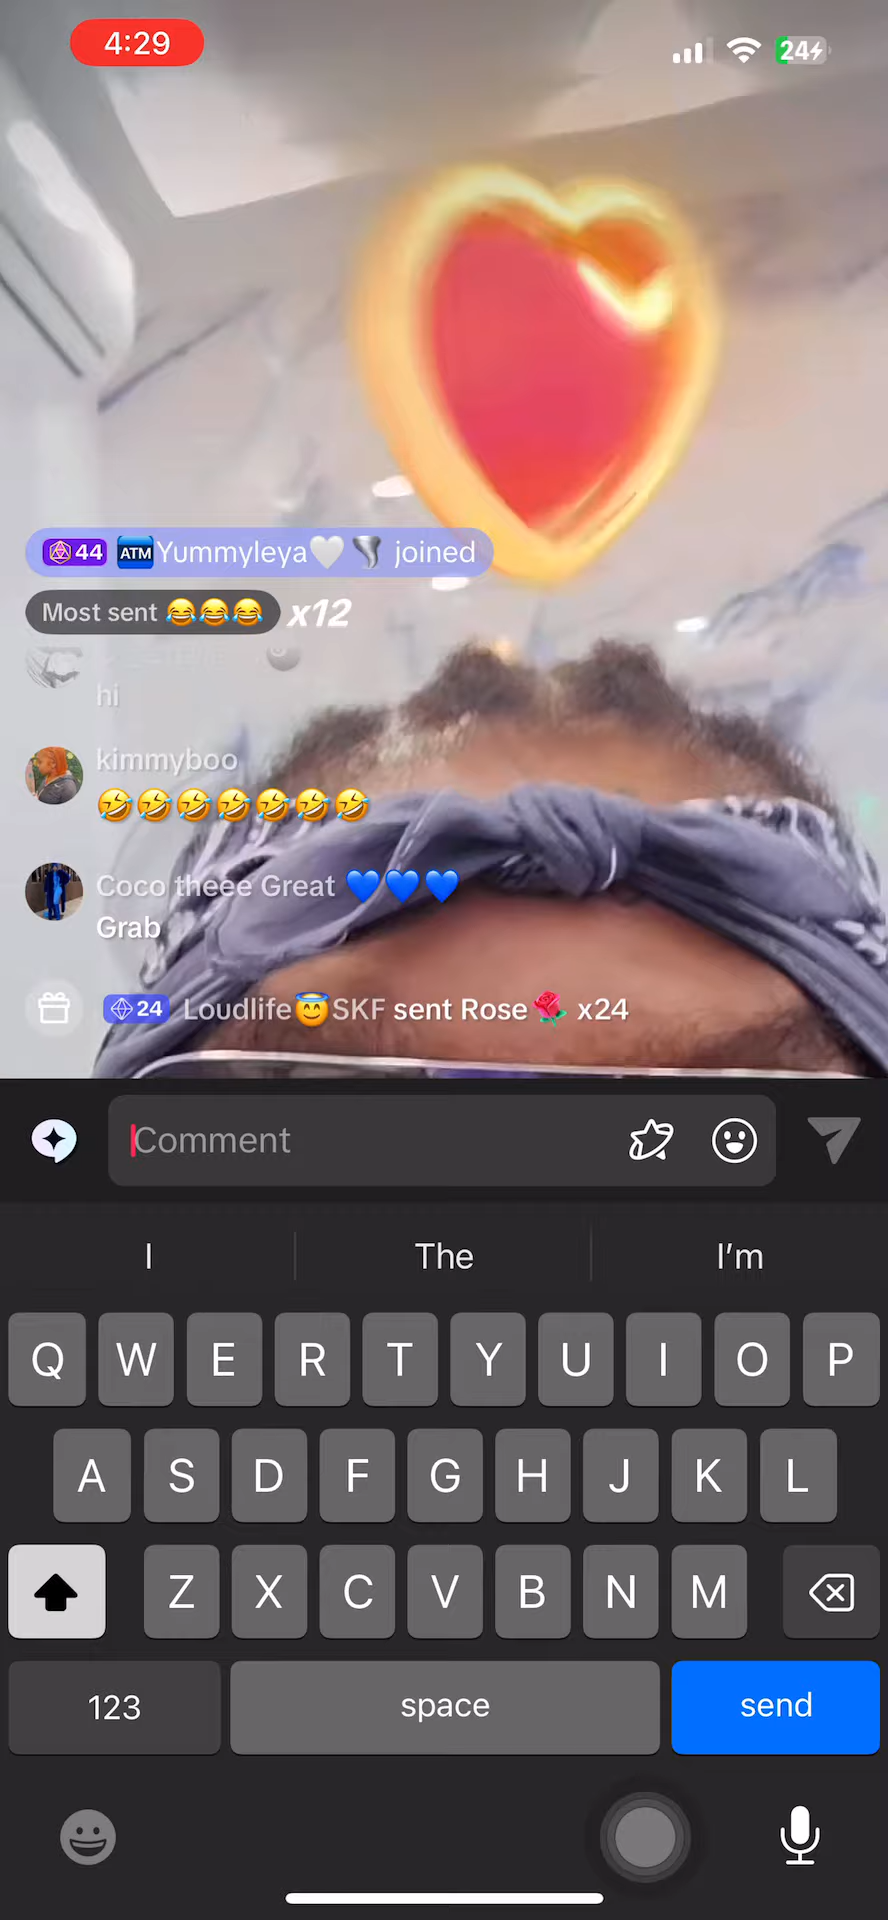 4:29
24
44 ATM Yummyleya🤍🌪️ joined
Most sent 😂😂😂 x12
hi
kimmyboo
🤣🤣🤣🤣🤣🤣🤣
Coco theee Great 💙💙💙
Grab
24 Loudlife😇SKF sent Rose🌹 x24
Comment
I The I'm
Q W E R T Y U I O P
A S D F G H J K L
Z X C V B N M
123 space send